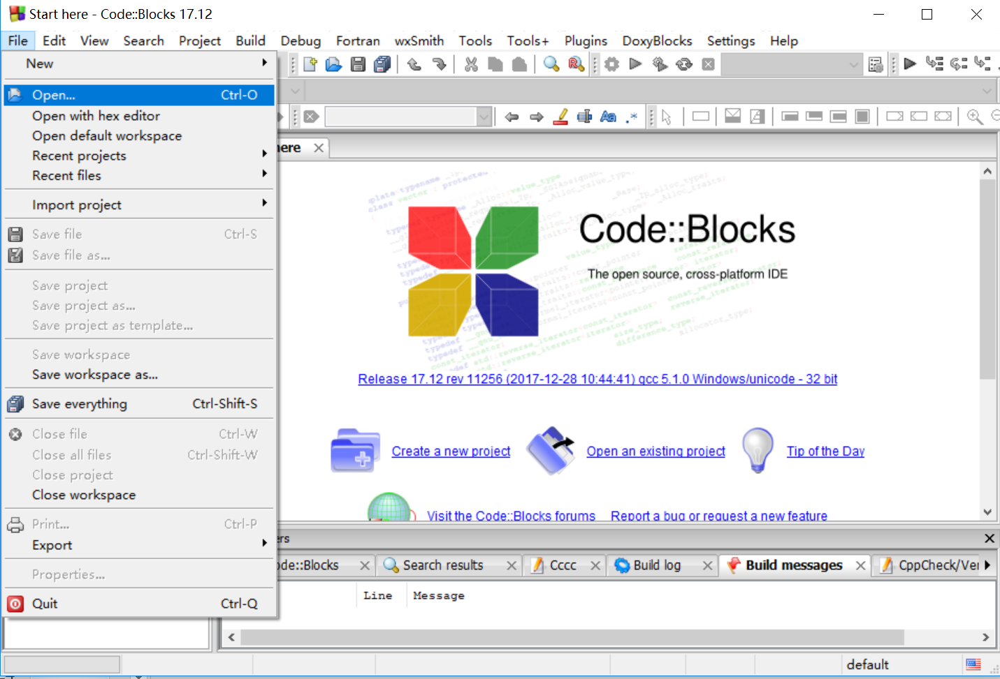 Start here - Code::Blocks 17.12
File Edit View Search Project Build Debug Fortran wxSmith Tools Tools+ Plugins DoxyBlocks Settings Help
New
Open... Ctrl-O
Open with hex editor
Open default workspace
Recent projects
Recent files
Import project
Save file Ctrl-S
Save file as...
Save project
Save project as...
Save project as template...
Save workspace
Save workspace as...
Save everything Ctrl-Shift-S
Close file Ctrl-W
Close all files Ctrl-Shift-W
Close project
Close workspace
Print... Ctrl-P
Export
Properties...
Quit Ctrl-Q
here
Code::Blocks
The open source, cross-platform IDE
Release 17.12 rev 11256 (2017-12-28 10:44:41) gcc 5.1.0 Windows/unicode - 32 bit
Create a new project Open an existing project Tip of the Day
Visit the Code::Blocks forums Report a bug or request a new feature
ers
ode::Blocks Search results Cccc Build log Build messages CppCheck/Ver
Line Message
default